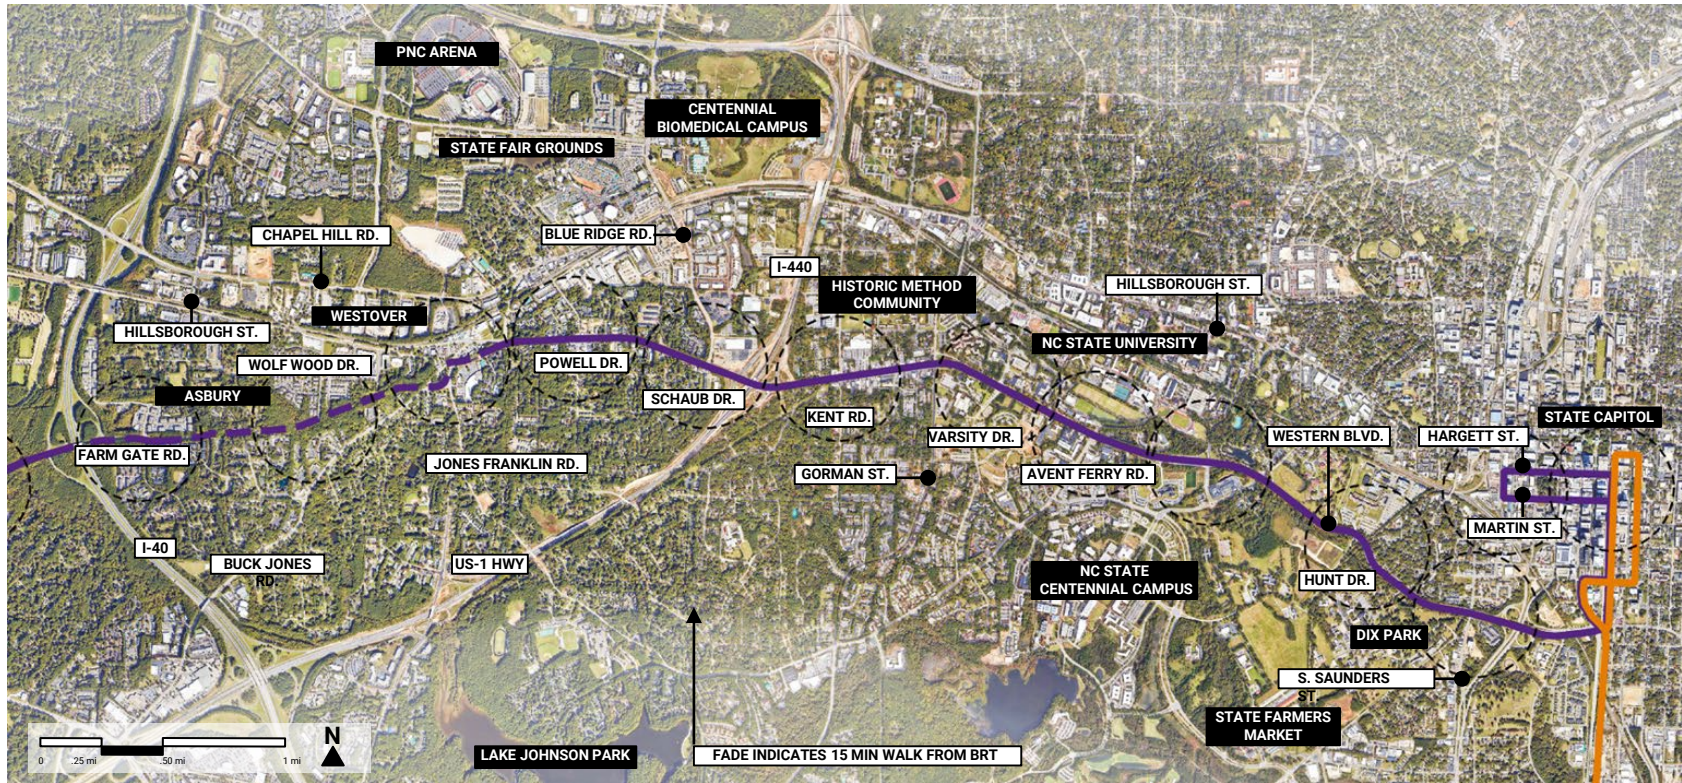 PNC ARENA
CENTENNIAL
BIOMEDICAL CAMPUS
STATE FAIR GROUNDS
CHAPEL HILL RD.
BLUE RIDGE RD.
I-440
HISTORIC METHOD
COMMUNITY
HILLSBOROUGH ST.
WESTOVER
HILLSBOROUGH ST.
NC STATE UNIVERSITY
WOLF WOOD DR.
POWELL DR.
ASBURY
SCHAUB DR.
KENT RD.
STATE CAPITOL
VARSITY DR.
WESTERN BLVD.
HARGETT ST.
FARM GATE RD.
JONES FRANKLIN RD.
GORMAN ST.
AVENT FERRY RD.
MARTIN ST.
I-40
BUCK JONES
RD.
US-1 HWY
NC STATE
CENTENNIAL CAMPUS
HUNT DR.
DIX PARK
S. SAUNDERS
ST
STATE FARMERS
MARKET
N
0 .25 mi .50 mi 1 mi
LAKE JOHNSON PARK
FADE INDICATES 15 MIN WALK FROM BRT